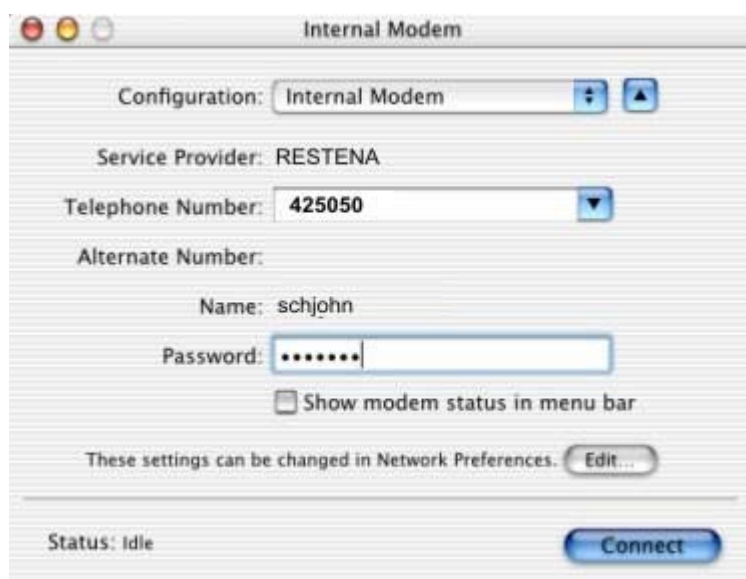 Internal Modem
Configuration: Internal Modem
Service Provider: RESTENA
Telephone Number: 425050
Alternate Number:
Name: schjohn
Password: •••••••
Show modem status in menu bar
These settings can be changed in Network Preferences. Edit...
Status: Idle
Connect